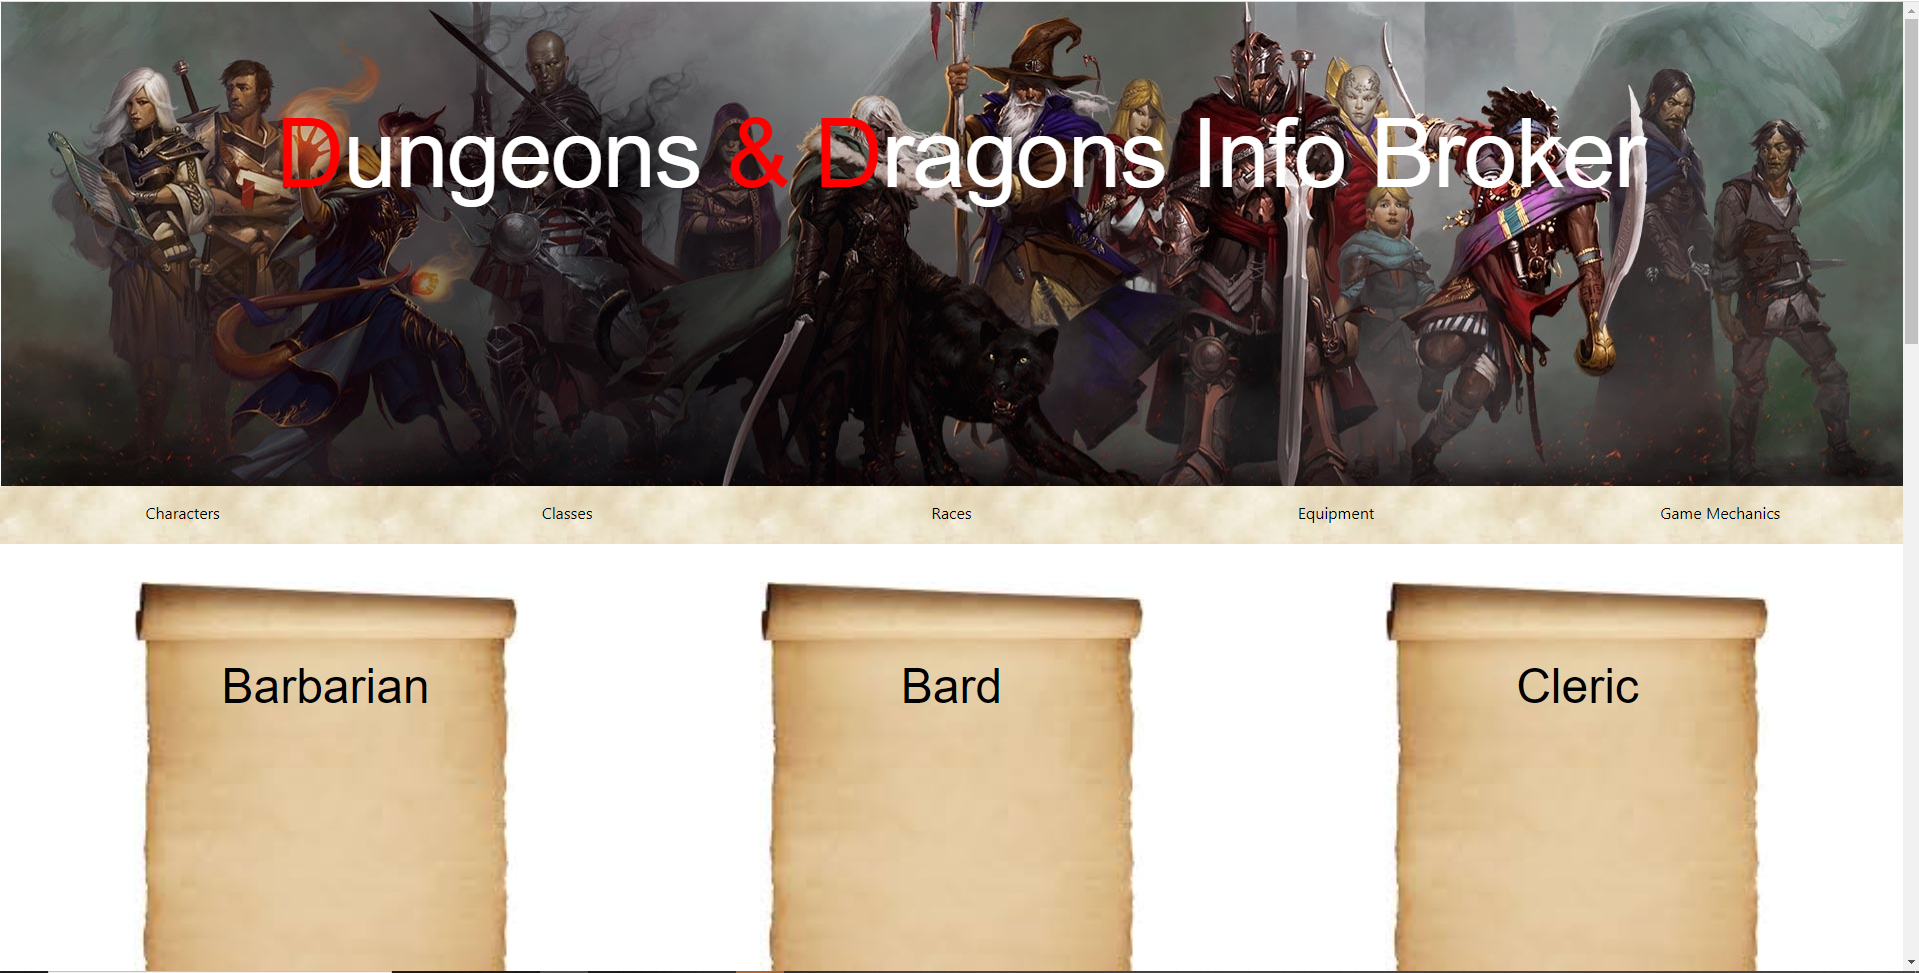 Dungeons & Dragons Info Broker
Characters Classes Races Equipment Game Mechanics
Barbarian Bard Cleric